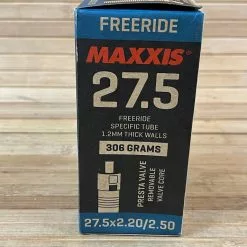 FREERIDE
MAXXIS®
27.5
FREERIDE
SPECIFIC TUBE
1.2MM THICK WALLS
306 GRAMS
PRESTA VALVE
REMOVABLE
VALVE CORE
27.5x2.20/2.50